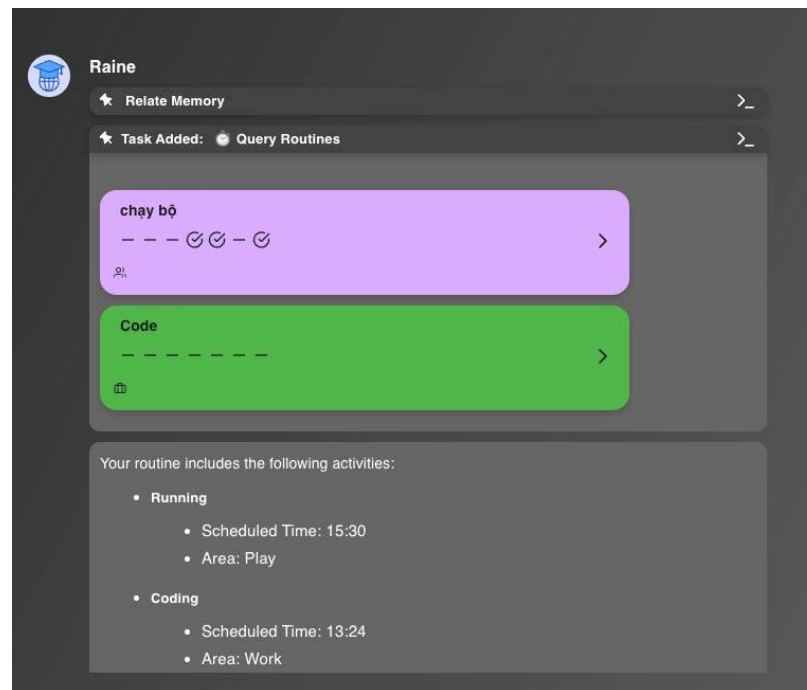 Raine
Relate Memory
Task Added: Query Routines
chạy bộ
Code
Your routine includes the following activities:
Running
Scheduled Time: 15:30
Area: Play
Coding
Scheduled Time: 13:24
Area: Work